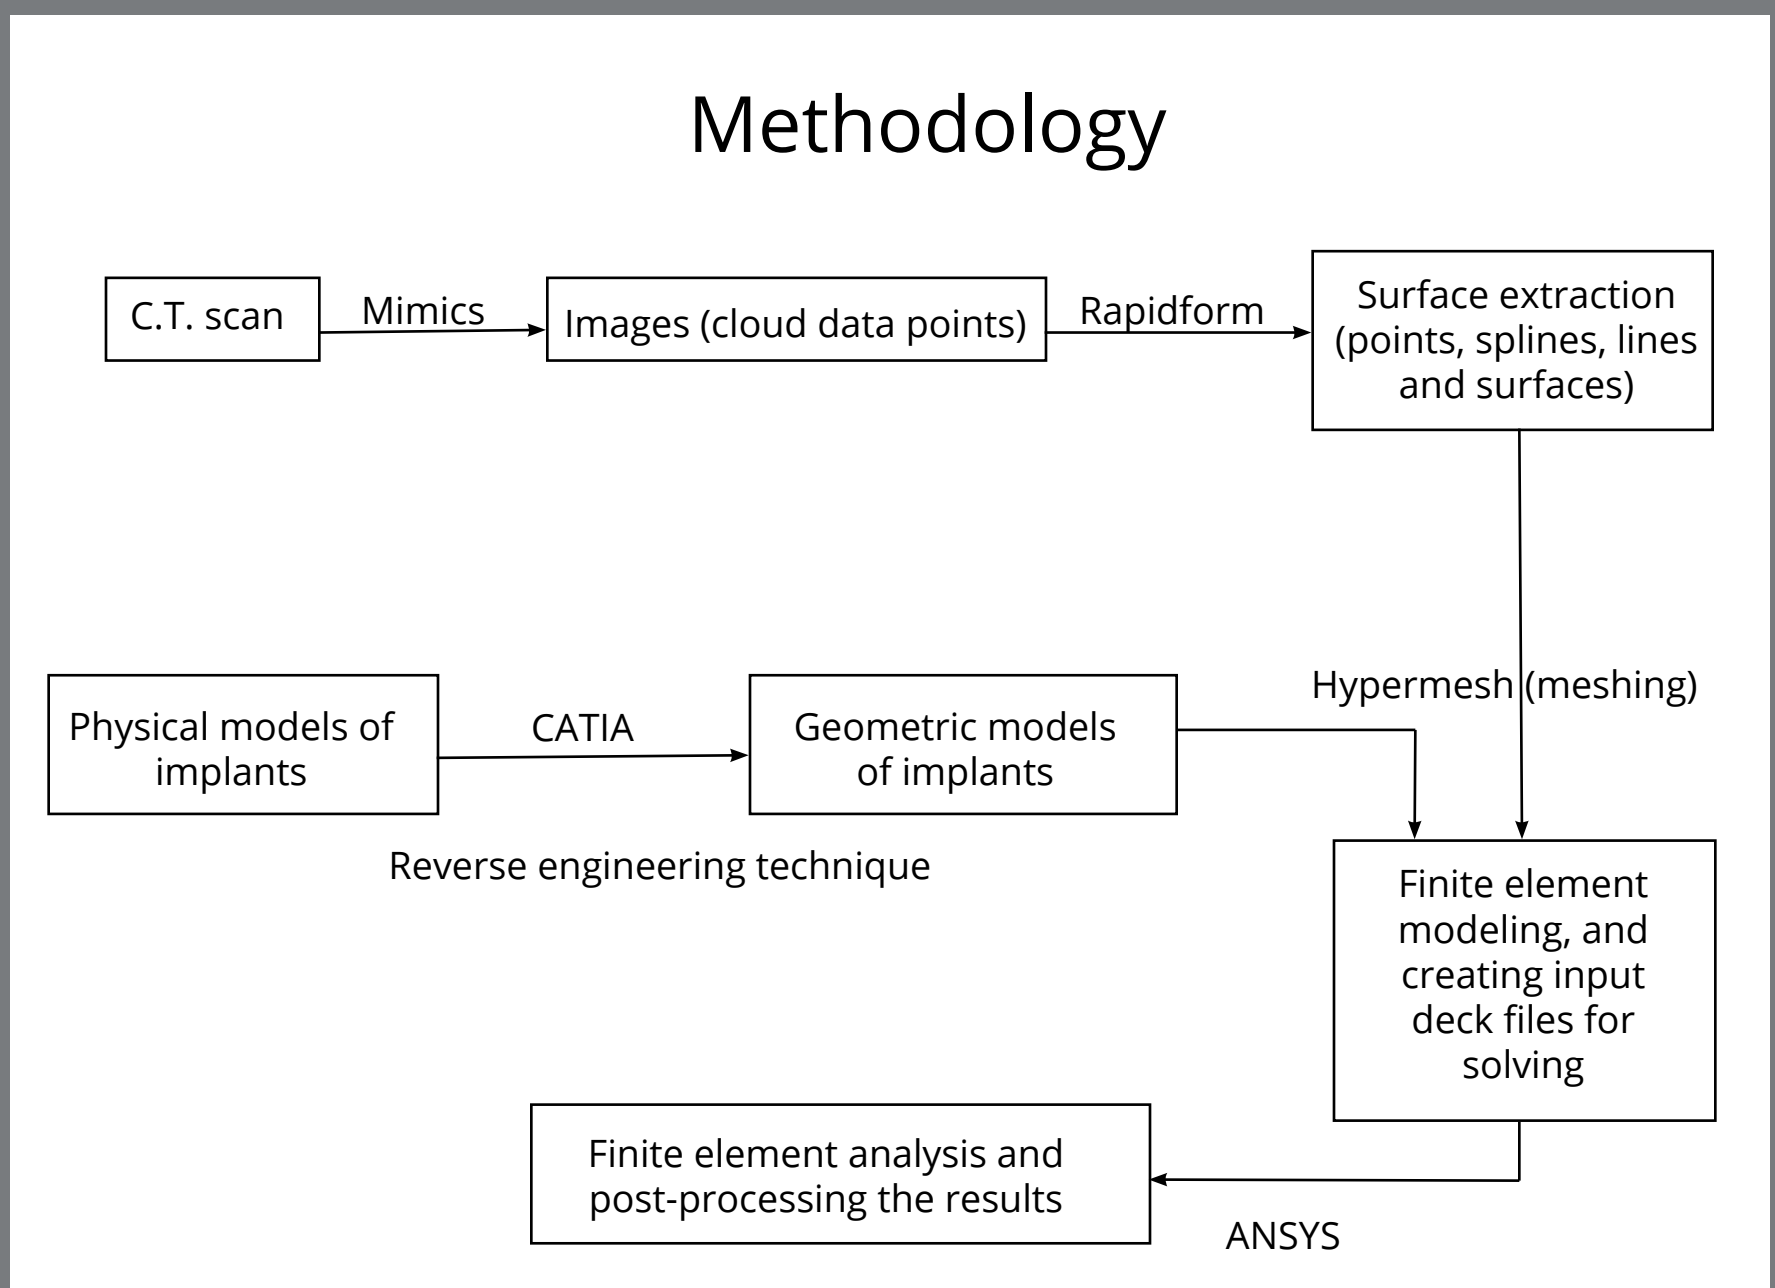 Methodology
C.T. scan
Mimics
Images (cloud data points)
Rapidform
Surface extraction
(points, splines, lines
and surfaces)
Hypermesh (meshing)
Physical models of
implants
CATIA
Geometric models
of implants
Reverse engineering technique
Finite element
modeling, and
creating input
deck files for
solving
Finite element analysis and
post-processing the results
ANSYS